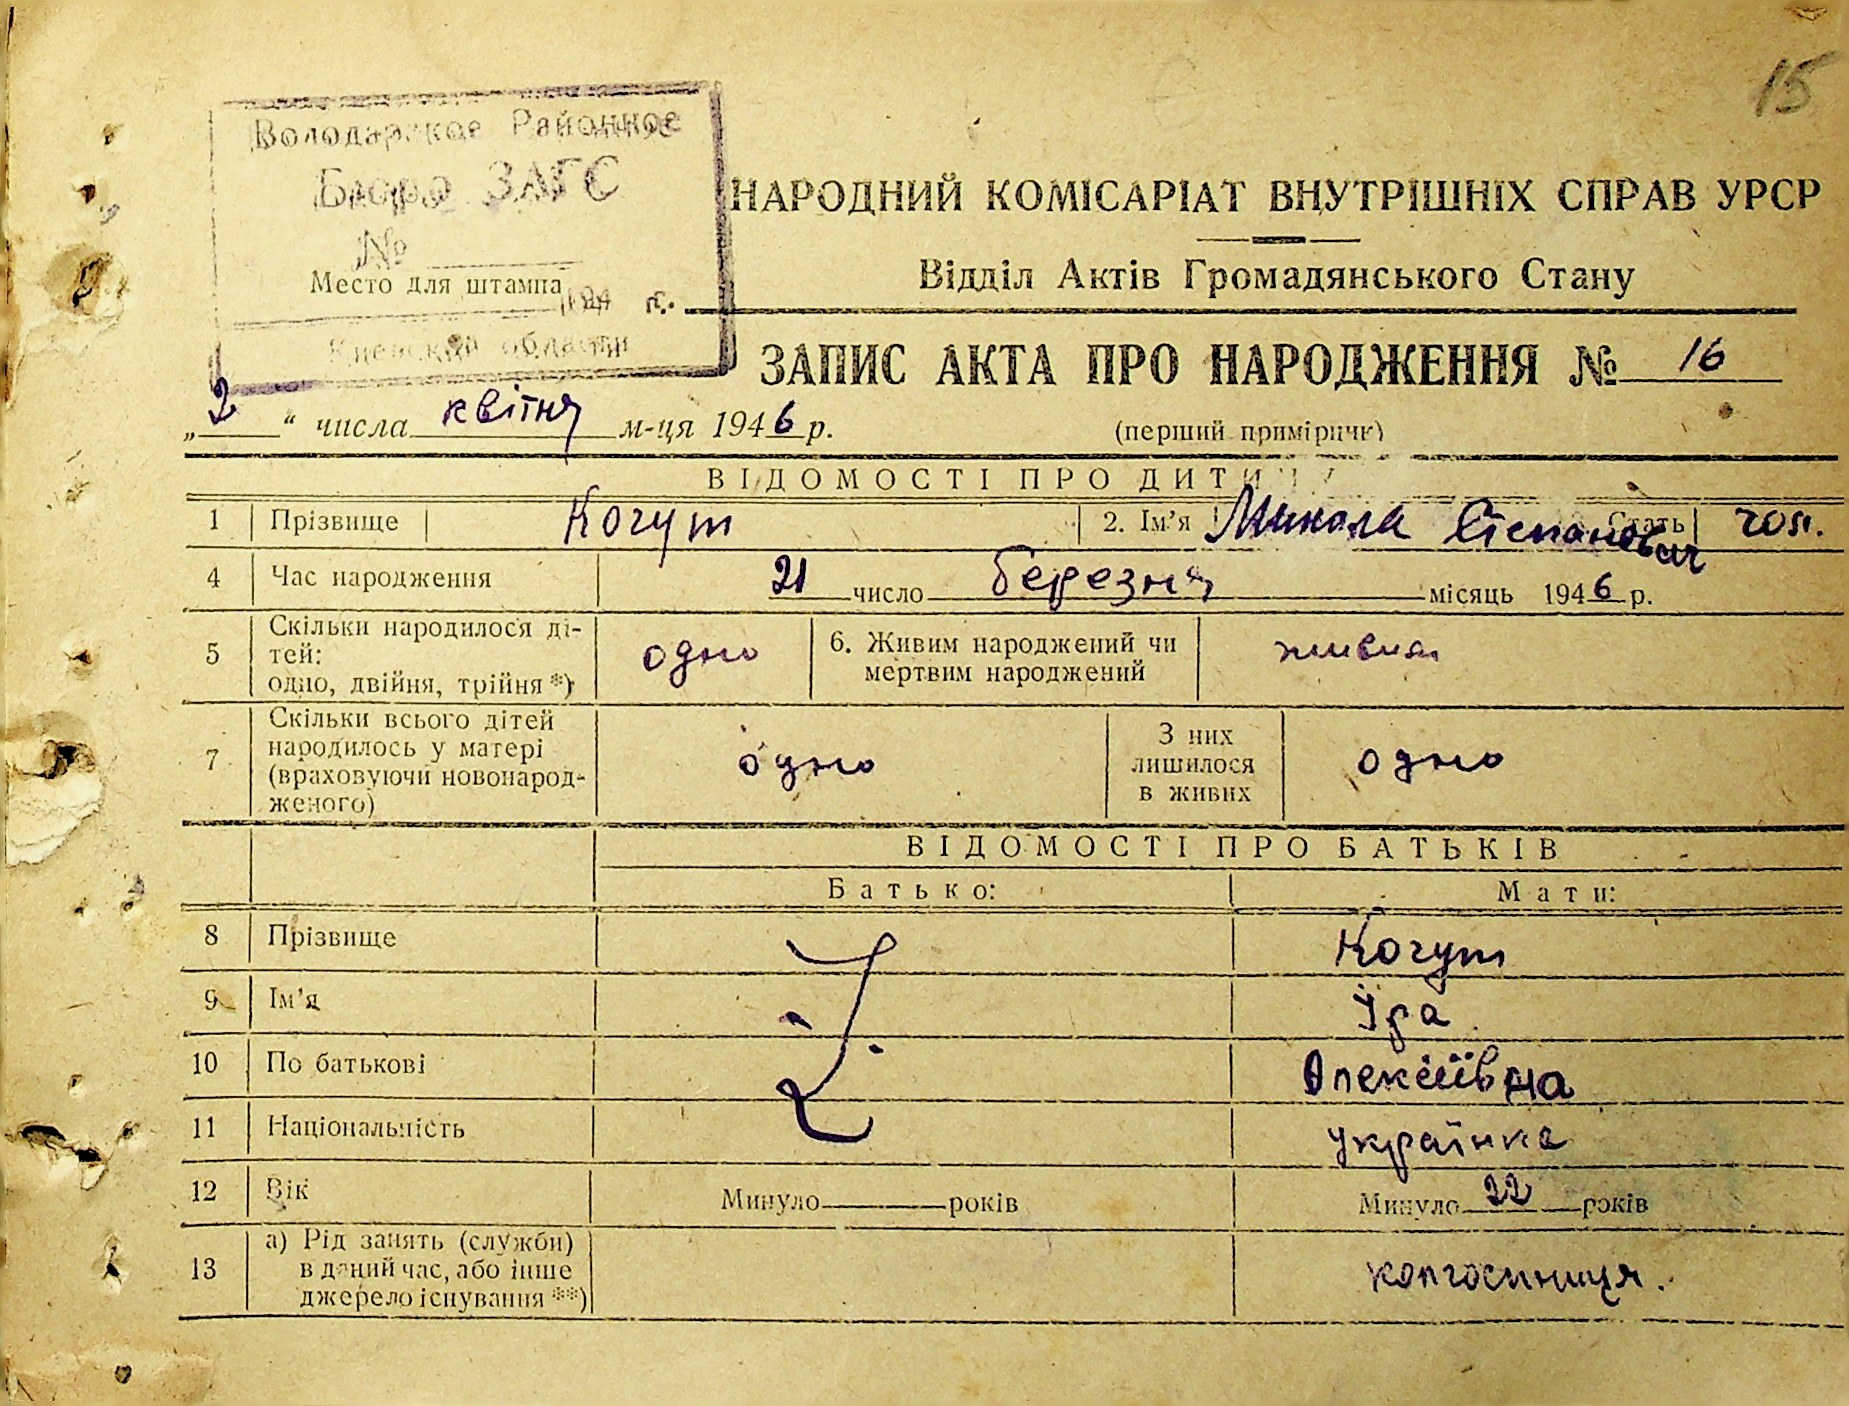 15
Володарское Районное
Бюро ЗАГС
№
Место для штампа 194 г.
Киевской области
НАРОДНИЙ КОМІСАРІАТ ВНУТРІШНІХ СПРАВ УРСР
Відділ Актів Громадянського Стану
ЗАПИС АКТА ПРО НАРОДЖЕННЯ № 16
„2“ числа квітня м-ця 1946 р.
(перший примірник)
ВІДОМОСТІ ПРО ДИТИНУ
1 Прізвище Когут 2. Ім'я Микола Степанович Стать чол.
4 Час народження 21 число березня місяць 1946 р.
5 Скільки народилося ді-
тей:
одно, двійня, трійня *)
одно
6. Живим народжений чи
мертвим народжений
живим
7 Скільки всього дітей
народилось у матері
(враховуючи новонарод-
женого)
одно
З них
лишилося
в живих
одно
ВІДОМОСТІ ПРО БАТЬКІВ
Батько: Мати:
8 Прізвище Когут
9 Ім'я Їда
10 По батькові Олексіївна
11 Національність українка
12 Вік Минуло років Минуло 22 років
13 а) Рід занять (служби)
в даний час, або інше
джерело існування **)
колгоспниця.